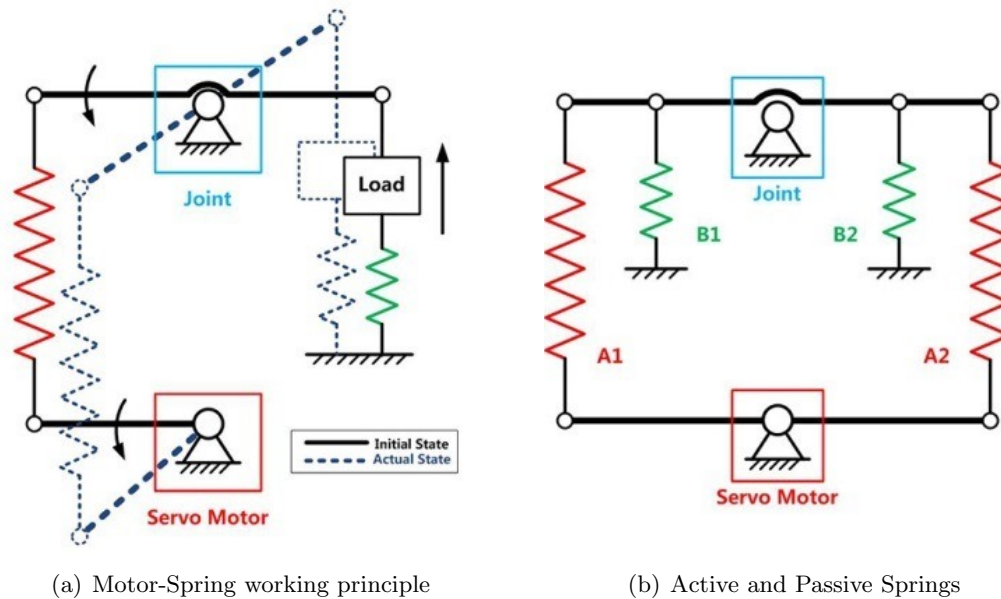 Joint
Load
Servo Motor
Initial State
Actual State
(a) Motor-Spring working principle
Joint
B1
B2
A1
A2
Servo Motor
(b) Active and Passive Springs